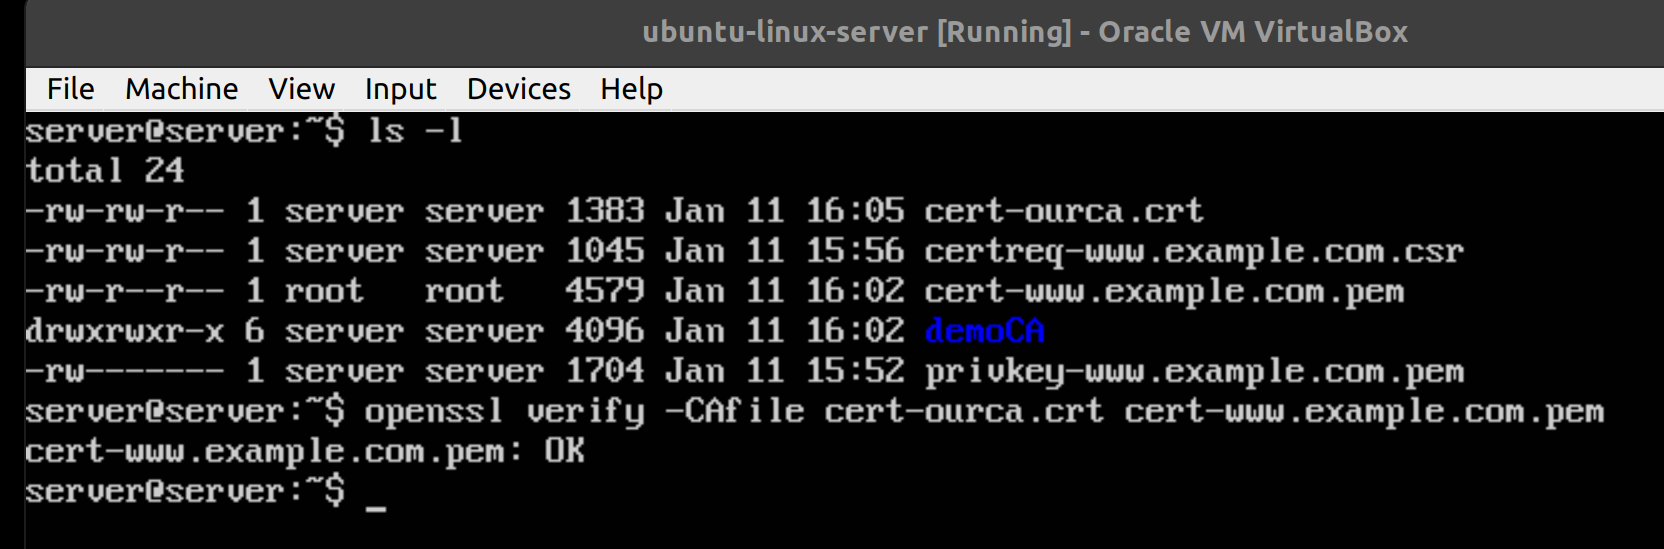 ubuntu-linux-server [Running] - Oracle VM VirtualBox
File Machine View Input Devices Help
server@server:~$ ls -l
total 24
-rw-rw-r-- 1 server server 1383 Jan 11 16:05 cert-ourca.crt
-rw-rw-r-- 1 server server 1045 Jan 11 15:56 certreq-www.example.com.csr
-rw-r--r-- 1 root   root   4579 Jan 11 16:02 cert-www.example.com.pem
drwxrwxr-x 6 server server 4096 Jan 11 16:02 demoCA
-rw------- 1 server server 1704 Jan 11 15:52 privkey-www.example.com.pem
server@server:~$ openssl verify -CAfile cert-ourca.crt cert-www.example.com.pem
cert-www.example.com.pem: OK
server@server:~$ _